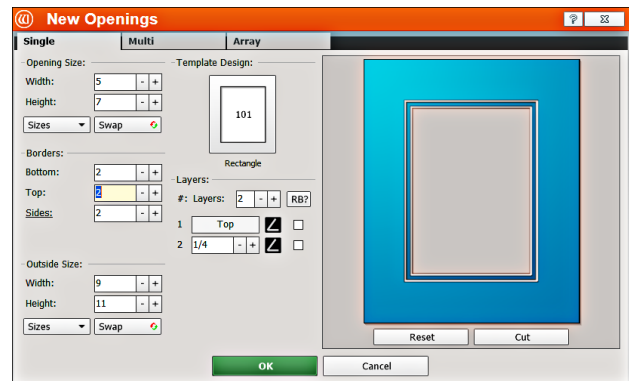 New Openings
Single Multi Array
Opening Size:
Width: 5 - +
Height: 7 - +
Sizes Swap
Borders:
Bottom: 2 - +
Top: 2 - +
Sides: 2 - +
Outside Size:
Width: 9 - +
Height: 11 - +
Sizes Swap
Template Design:
101
Rectangle
Layers:
#: Layers: 2 - + RB?
1 Top
2 1/4 - +
Reset Cut
OK Cancel